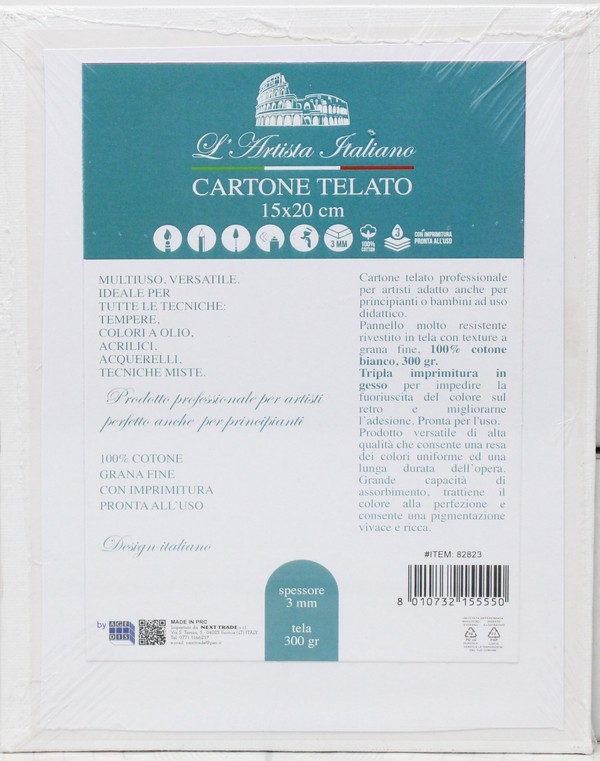 L'Artista Italiano
CARTONE TELATO
15x20 cm
3 MM
100%
COTTON
3
CON IMPRIMITURA
PRONTA ALL'USO
MULTIUSO, VERSATILE.
IDEALE PER
TUTTE LE TECNICHE:
TEMPERE,
COLORI A OLIO,
ACRILICI,
ACQUERELLI,
TECNICHE MISTE.
Prodotto professionale per artisti
perfetto anche per principianti
100% COTONE
GRANA FINE
CON IMPRIMITURA
PRONTA ALL'USO
Design italiano
Cartone telato professionale
per artisti adatto anche per
principianti o bambini ad uso
didattico.
Pannello molto resistente
rivestito in tela con texture a
grana fine, 100% cotone
bianco, 300 gr.
Tripla imprimitura in
gesso per impedire la
fuoriuscita del colore sul
retro e migliorarne
l'adesione. Pronta per l'uso.
Prodotto versatile di alta
qualità che consente una resa
dei colori uniforme ed una
lunga durata dell'opera.
Grande capacità di
assorbimento, trattiene il
colore alla perfezione e
consente una pigmentazione
vivace e ricca.
#ITEM: 82823
8 010732 155550
spessore
3 mm
tela
300 gr
by AGE
DIS
MADE IN PRC
NEXT TRADE